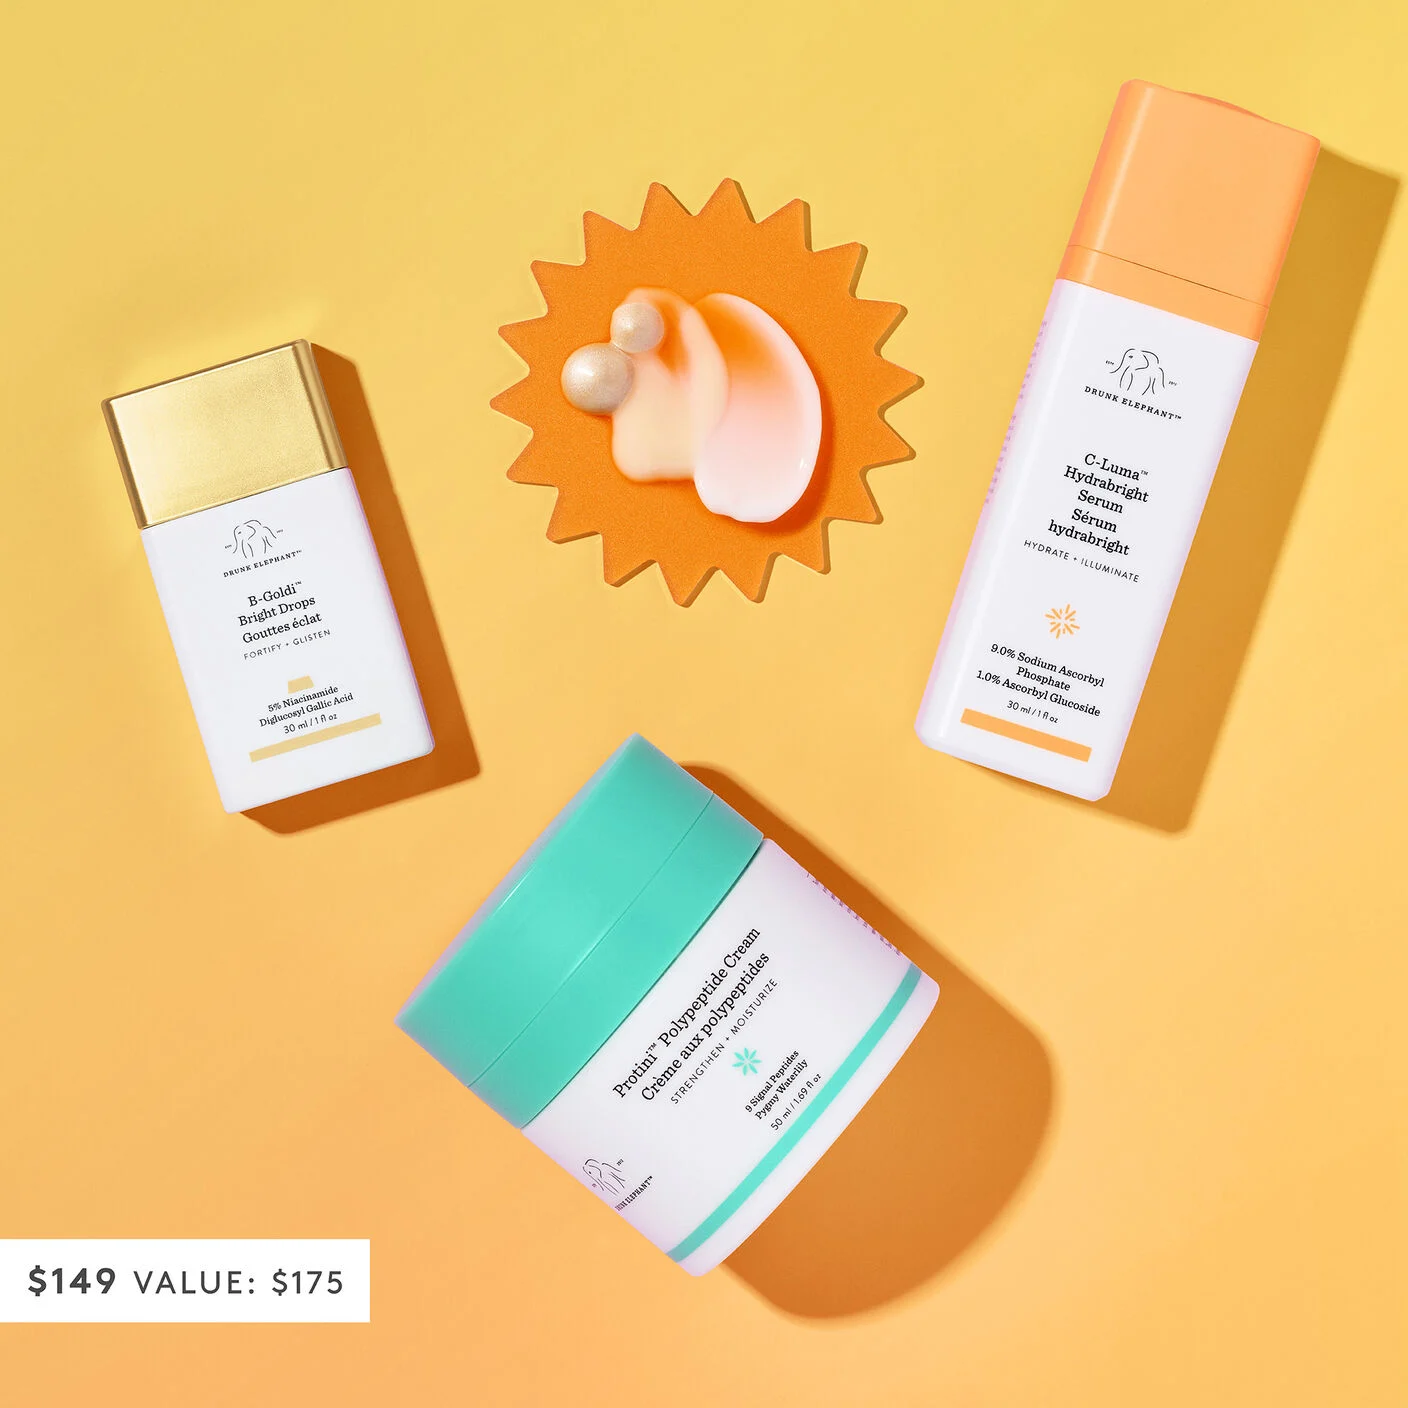 DRUNK ELEPHANT™
B-Goldi™
Bright Drops
Gouttes éclat
FORTIFY + GLISTEN
5% Niacinamide
Diglucosyl Gallic Acid
30 ml / 1 fl oz
DRUNK ELEPHANT™
C-Luma™
Hydrabright
Serum
Sérum
hydrabright
HYDRATE + ILLUMINATE
9.0% Sodium Ascorbyl
Phosphate
1.0% Ascorbyl Glucoside
30 ml / 1 fl oz
Protini™ Polypeptide Cream
Crème aux polypeptides
STRENGTHEN + MOISTURIZE
9 Signal Peptides
Pygmy Waterlily
50 ml / 1.69 fl oz
DRUNK ELEPHANT™
$149 VALUE: $175